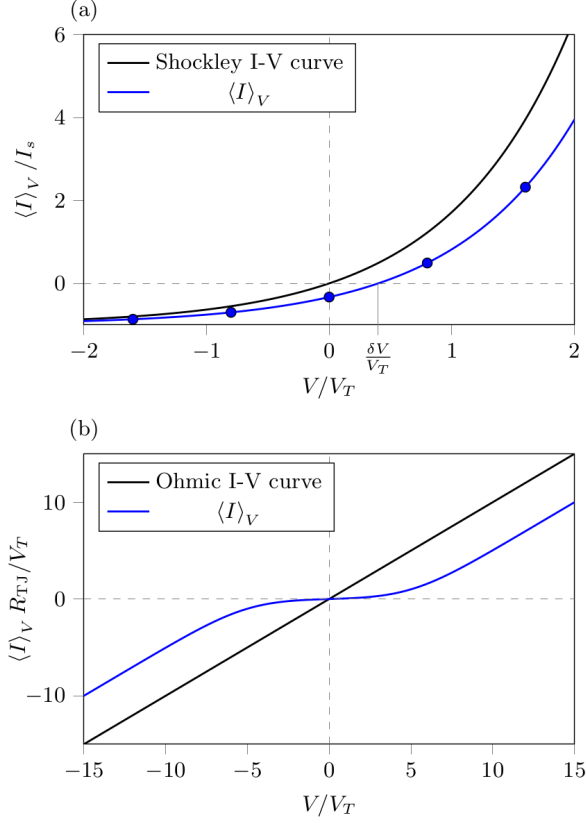 (a)
6
4
2
0
⟨I⟩_V / I_s
Shockley I-V curve
⟨I⟩_V
−2
−1
0
δV/V_T
1
2
V/V_T
(b)
10
0
−10
⟨I⟩_V R_TJ/V_T
Ohmic I-V curve
⟨I⟩_V
−15
−10
−5
0
5
10
15
V/V_T